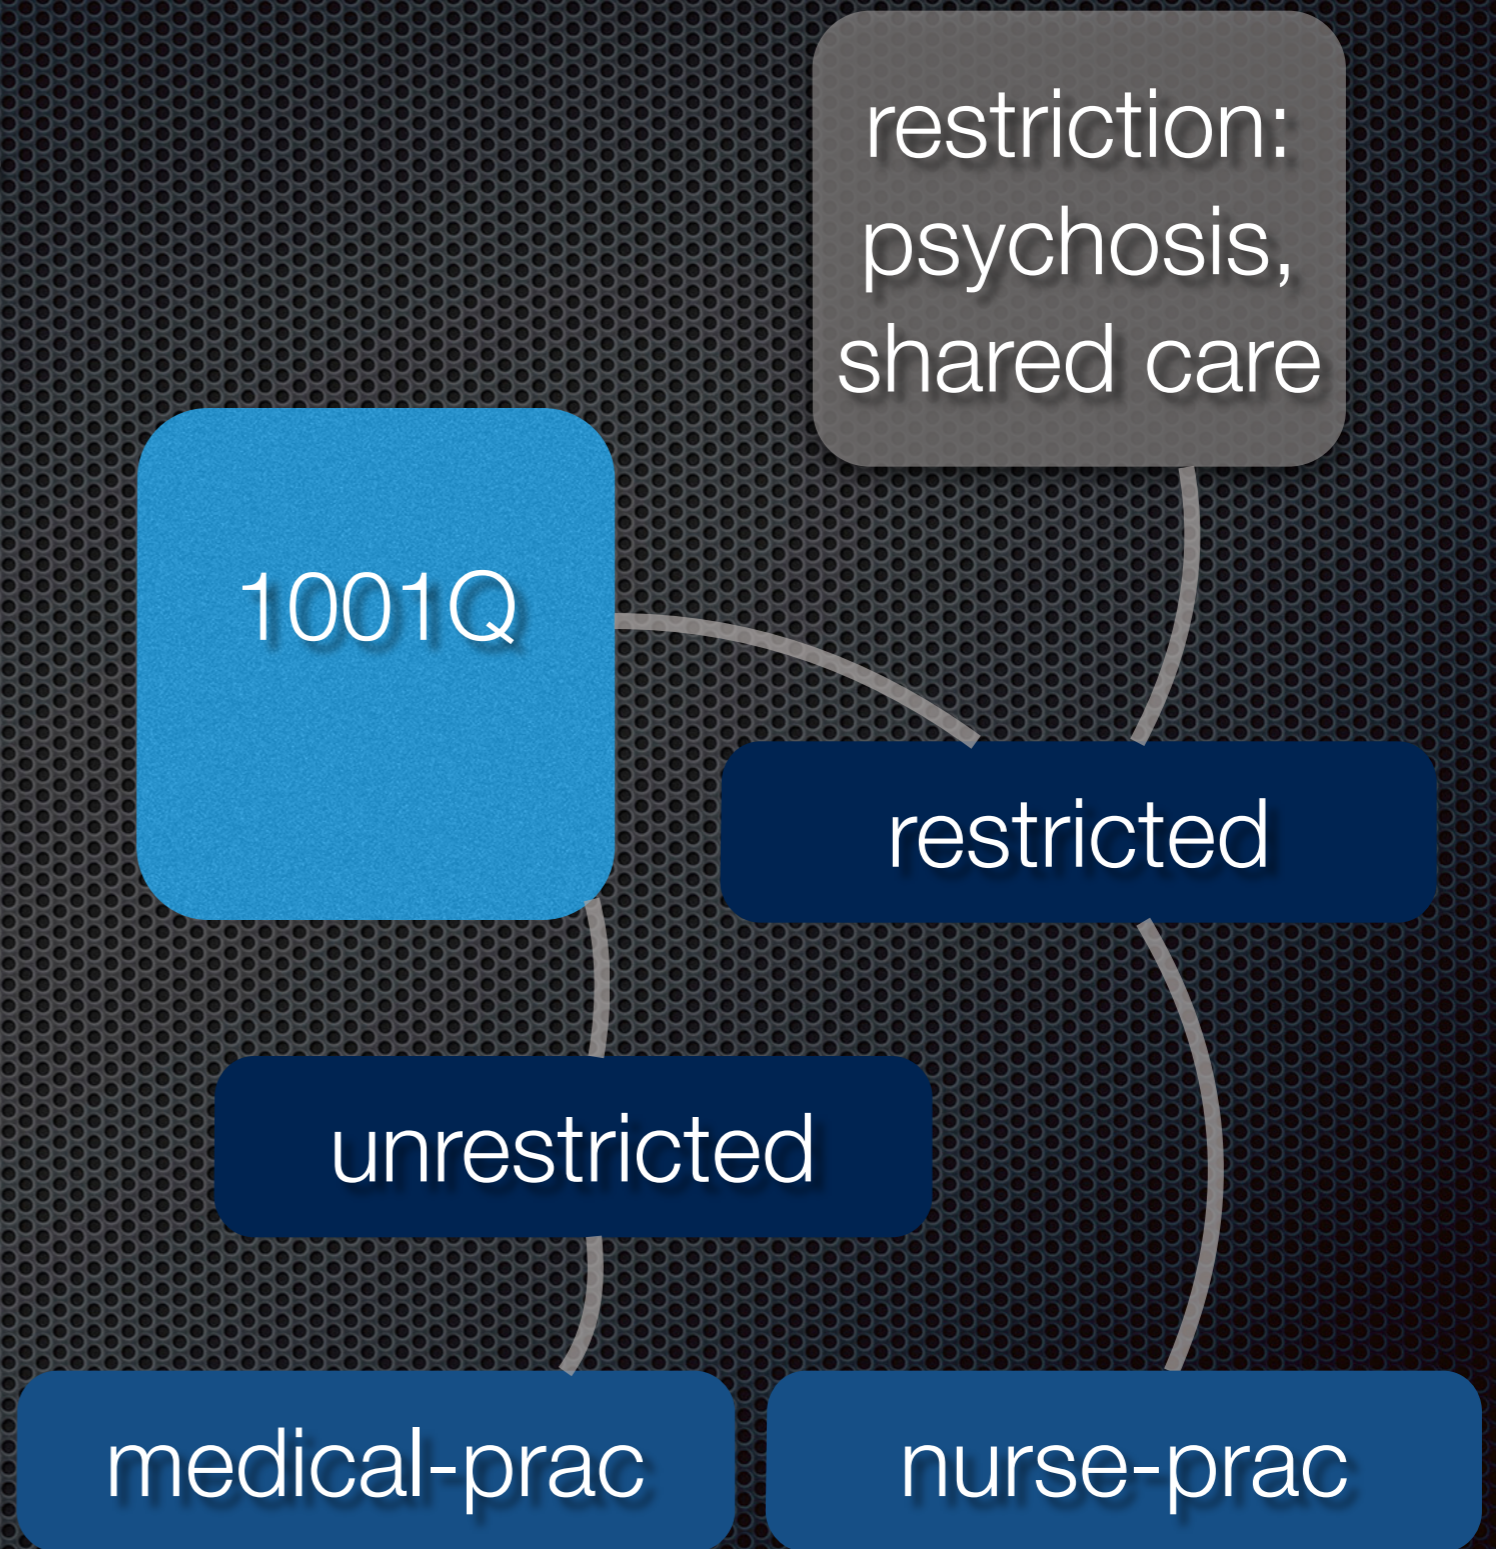 restriction:
psychosis,
shared care
1001Q
restricted
unrestricted
medical-prac
nurse-prac